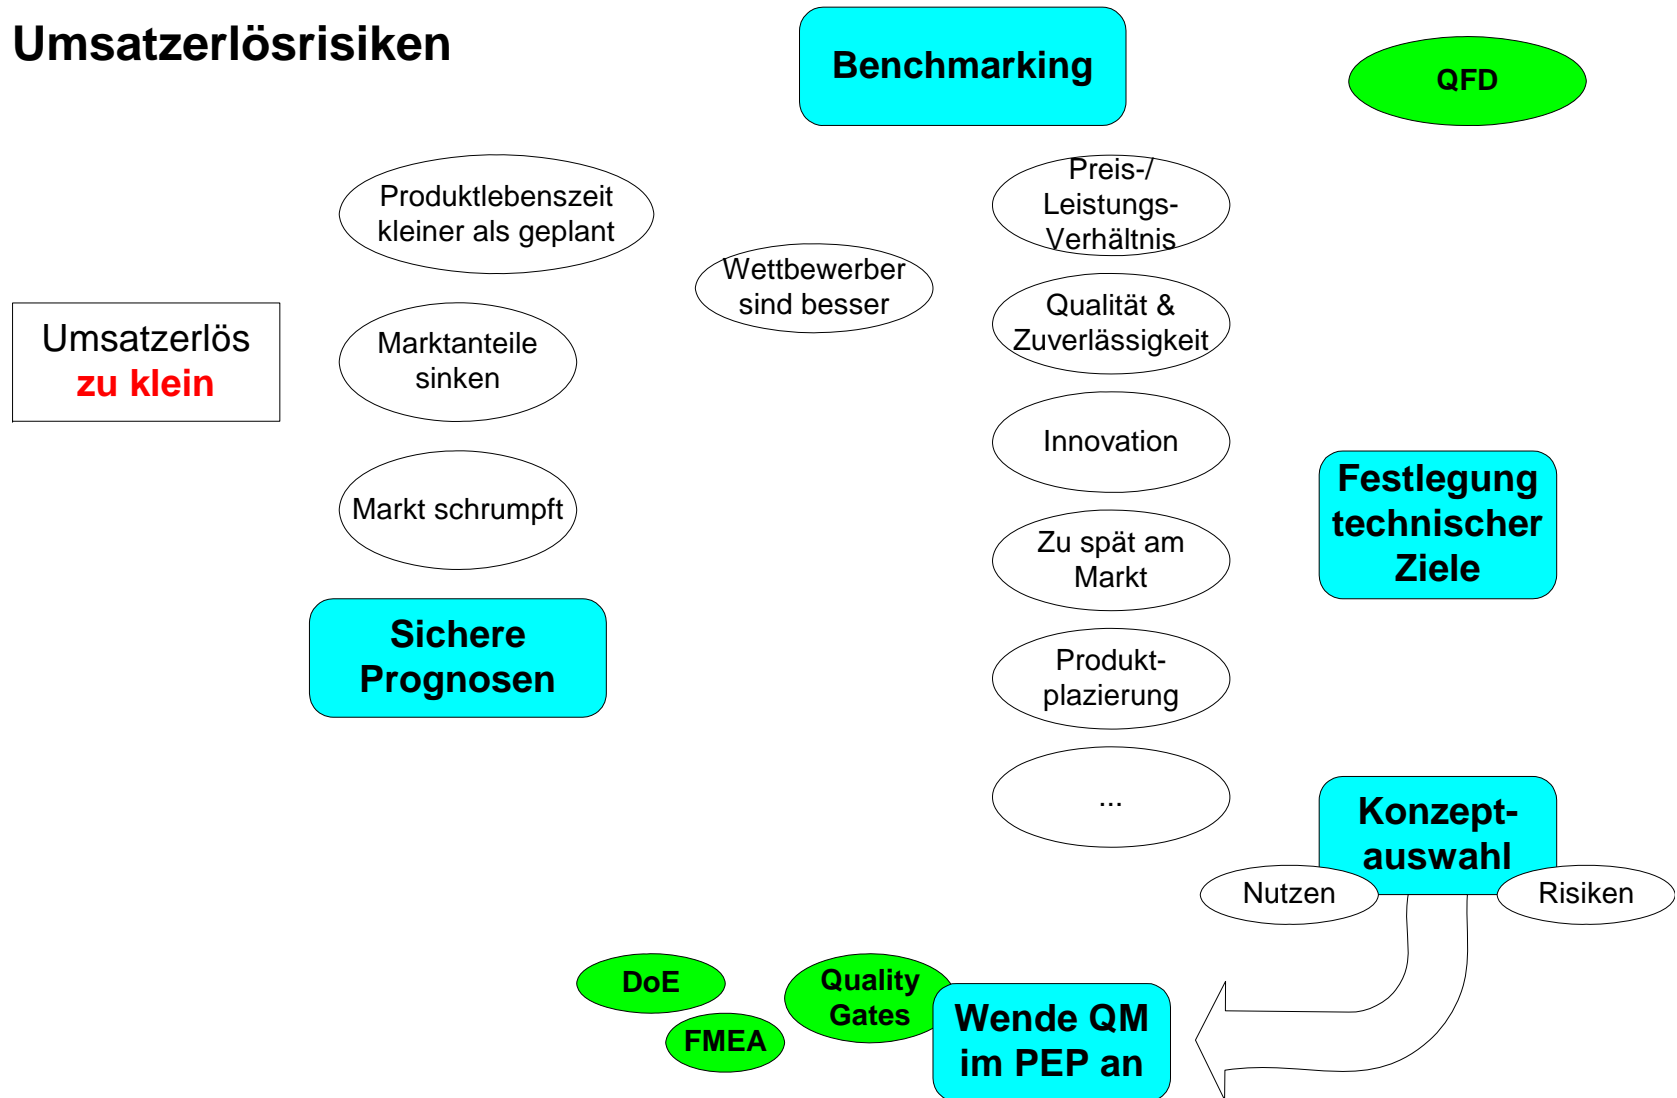 Umsatzerlösrisiken
Benchmarking
QFD
Produktlebenszeit
kleiner als geplant
Preis-/
Leistungs-
Verhältnis
Wettbewerber
sind besser
Qualität &
Zuverlässigkeit
Umsatzerlös
zu klein
Marktanteile
sinken
Innovation
Markt schrumpft
Festlegung
technischer
Ziele
Zu spät am
Markt
Sichere
Prognosen
Produkt-
plazierung
...
Konzept-
auswahl
Nutzen
Risiken
DoE
FMEA
Quality
Gates
Wende QM
im PEP an